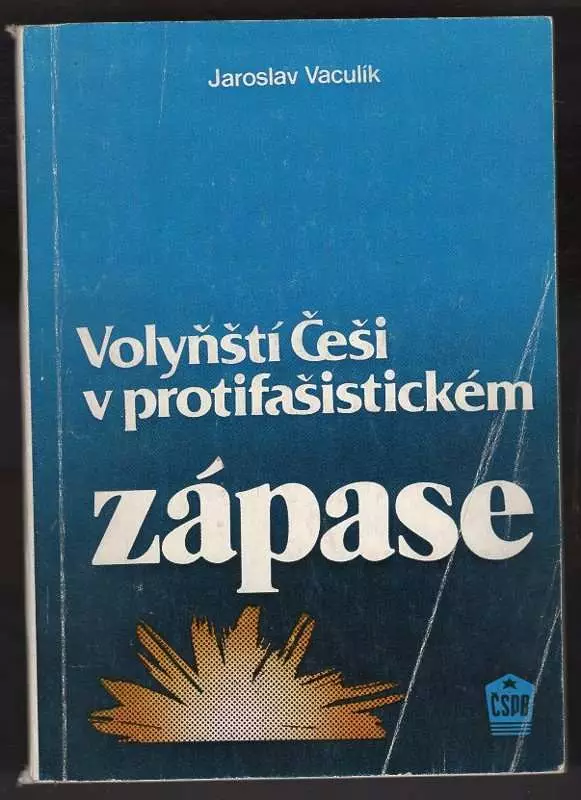 Jaroslav Vaculík
Volyňští Češi
v protifašistickém
zápase
ČSPB